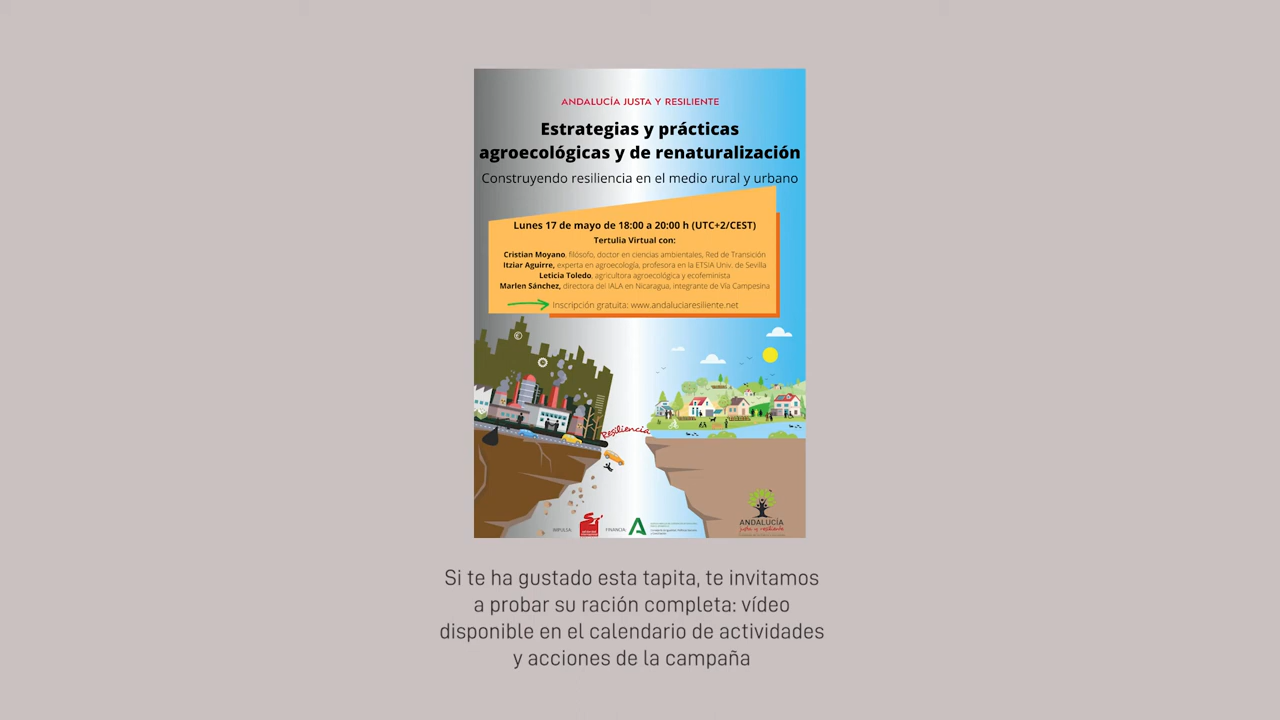 ANDALUCÍA JUSTA Y RESILIENTE
Estrategias y prácticas
agroecológicas y de renaturalización
Construyendo resiliencia en el medio rural y urbano
Lunes 17 de mayo de 18:00 a 20:00 h (UTC+2/CEST)
Tertulia Virtual con:
Cristian Moyano, filósofo, doctor en ciencias ambientales, Red de Transición
Itziar Aguirre, experta en agroecología, profesora en la ETSIA Univ. de Sevilla
Leticia Toledo, agricultora agroecológica y ecofeminista
Marlen Sánchez, directora del IALA en Nicaragua, integrante de Vía Campesina
Inscripción gratuita: www.andaluciaresiliente.net
Resiliencia
IMPULSA:
FINANCIA:
ANDALUCÍA
justa y resiliente
Si te ha gustado esta tapita, te invitamos
a probar su ración completa: vídeo
disponible en el calendario de actividades
y acciones de la campaña